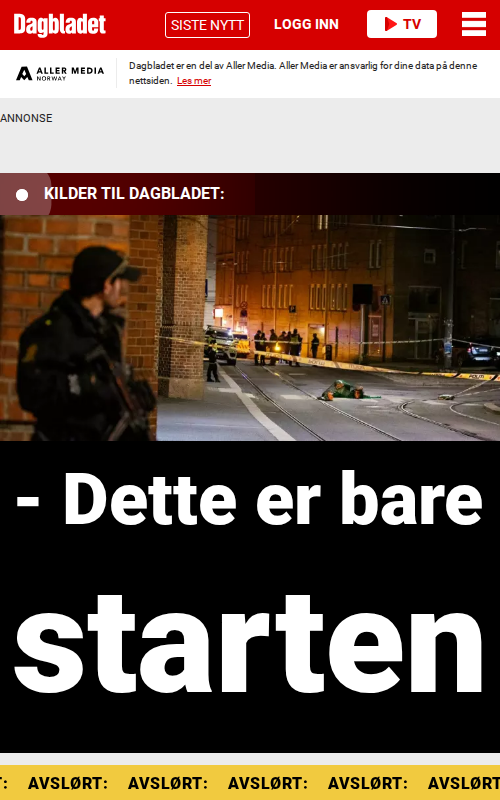 Dagbladet
SISTE NYTT
LOGG INN
TV
ALLER MEDIA
NORWAY
Dagbladet er en del av Aller Media. Aller Media er ansvarlig for dine data på denne
nettsiden. Les mer
ANNONSE
KILDER TIL DAGBLADET:
POLITI
- Dette er bare
starten
T: AVSLØRT: AVSLØRT: AVSLØRT: AVSLØRT: AVSLØRT